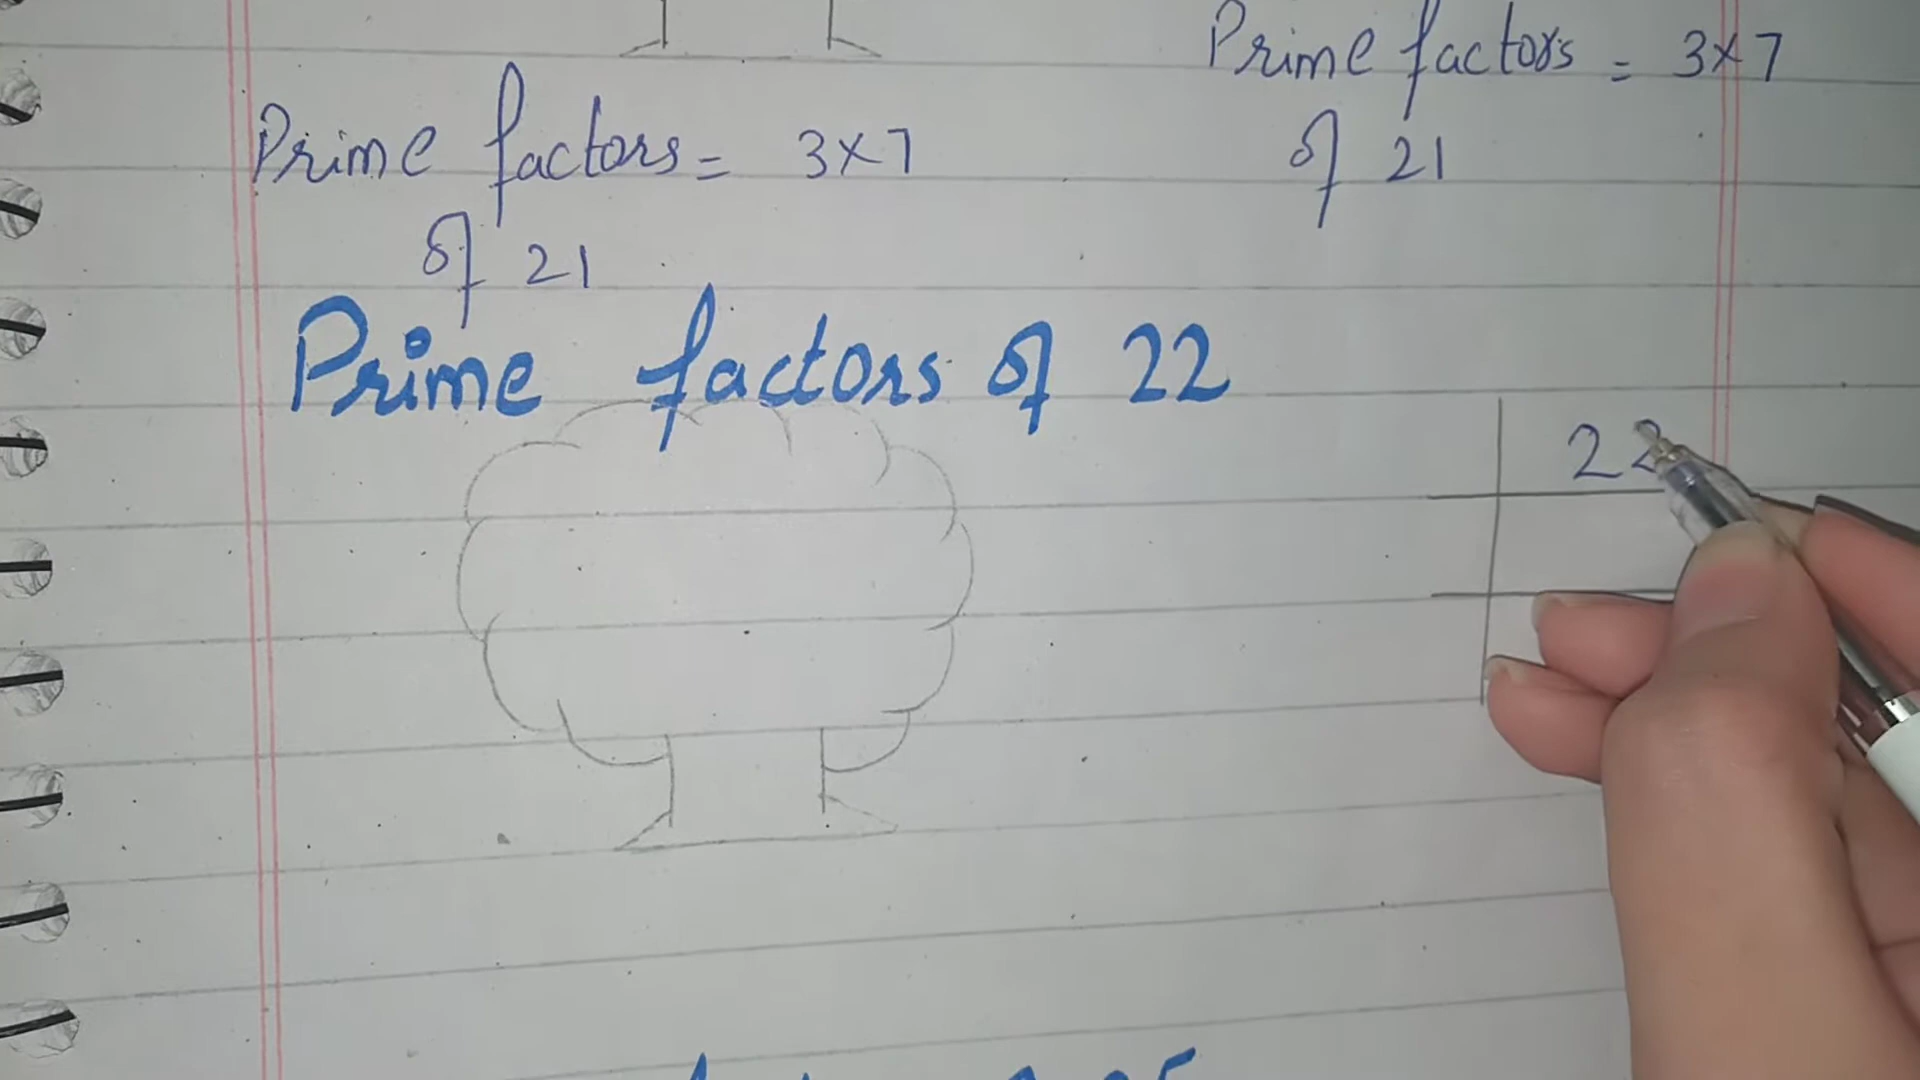 Prime factors = 3×7
of 21
Prime factors = 3×7
of 21
Prime factors of 22
22